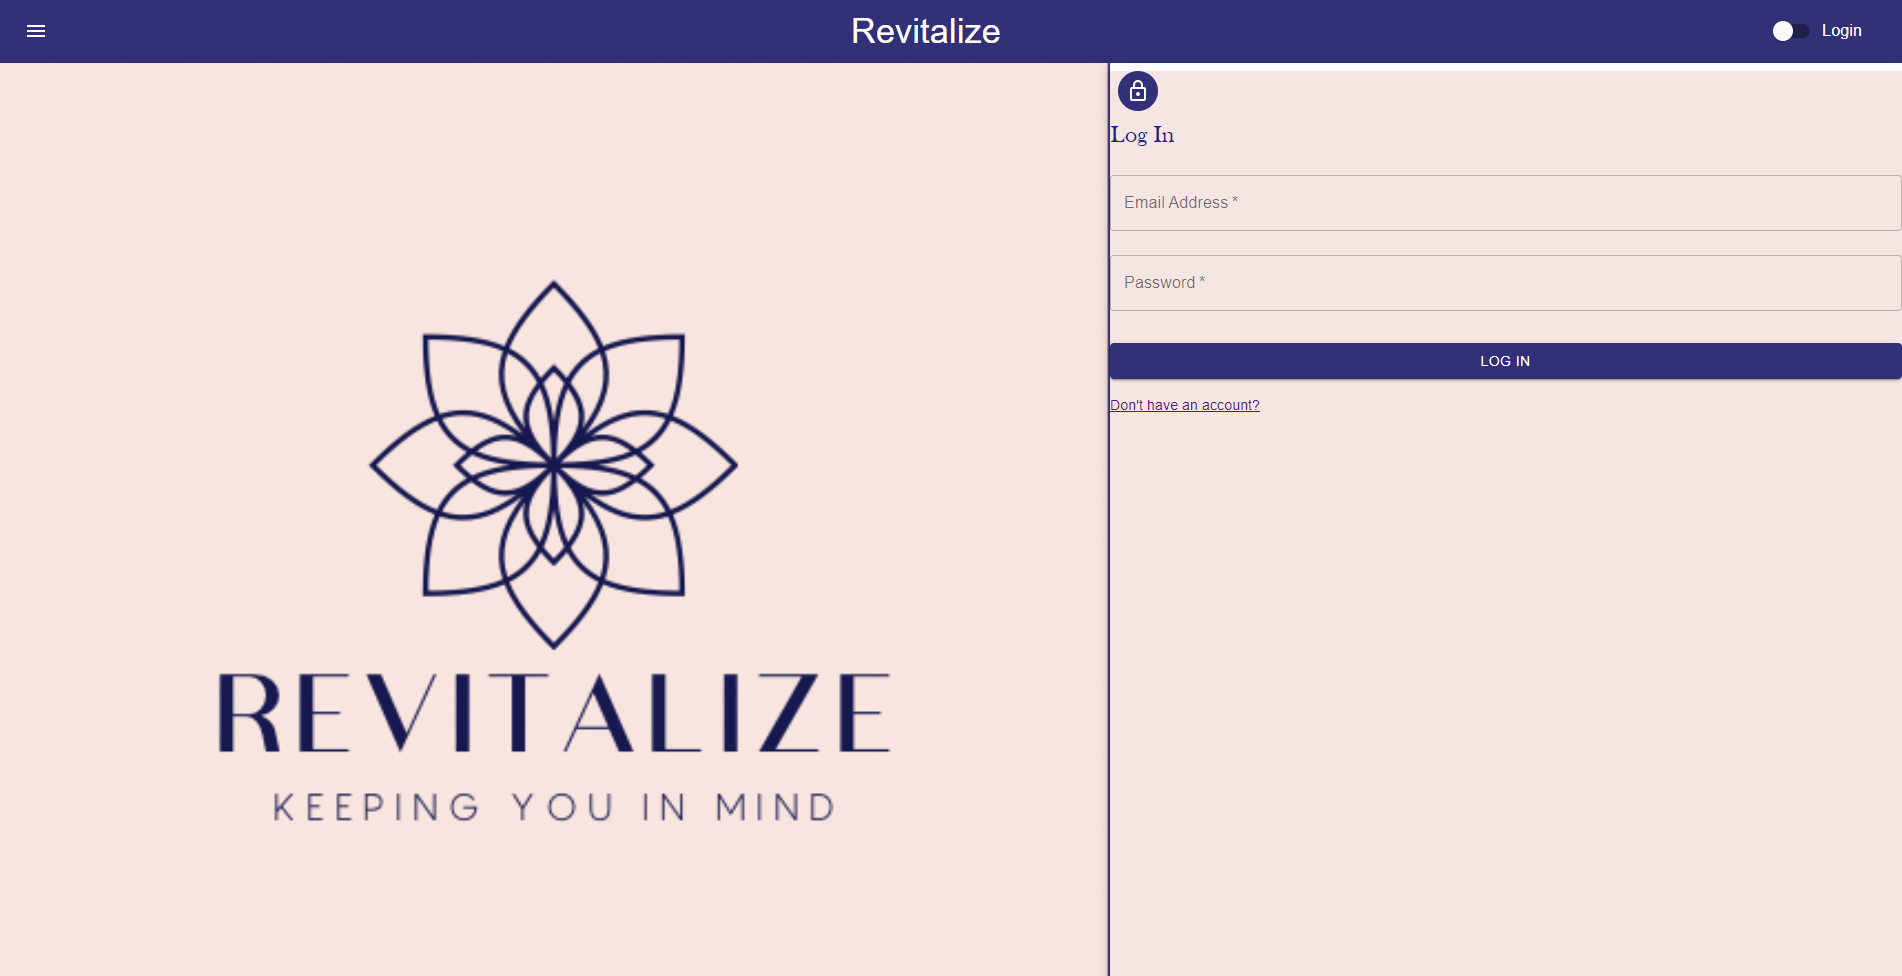 Revitalize
Login
Log In
Email Address *
Password *
LOG IN
Don't have an account?
REVITALIZE
KEEPING YOU IN MIND